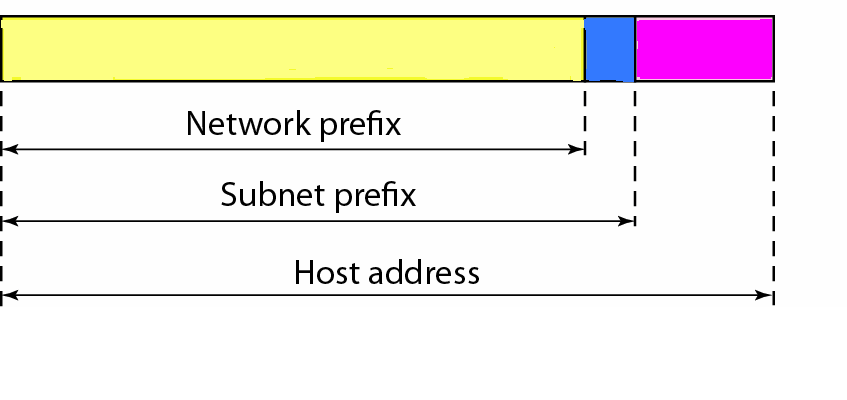 Network prefix
Subnet prefix
Host address